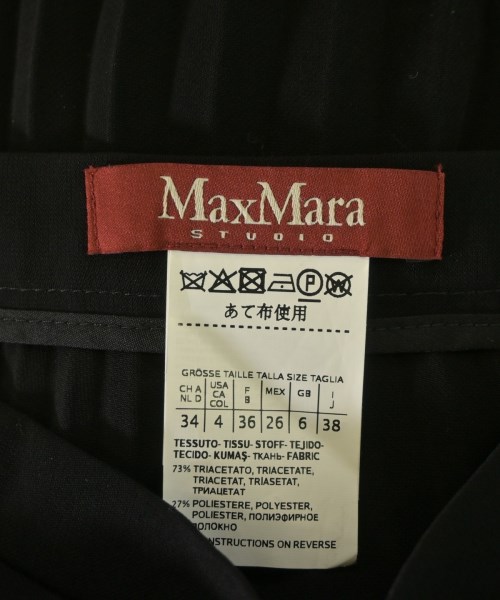 MaxMara
STUDIO
P W
あて布使用
GRÖSSE TAILLE TALLA SIZE TAGLIA
CH A NL D USA CA COL F B MEX GB I J
34 4 36 26 6 38
TESSUTO- TISSU- STOFF- TEJIDO-
TECIDO- KUMAŞ- ТКАНЬ- FABRIC
73% TRIACETATO, TRIACETATE,
TRIACETAT, TRİASETAT,
ТРИАЦЕТАТ
27% POLIESTERE, POLYESTER,
POLIESTER, ПОЛИЭФИРНОЕ
ВОЛОКНО
INSTRUCTIONS ON REVERSE